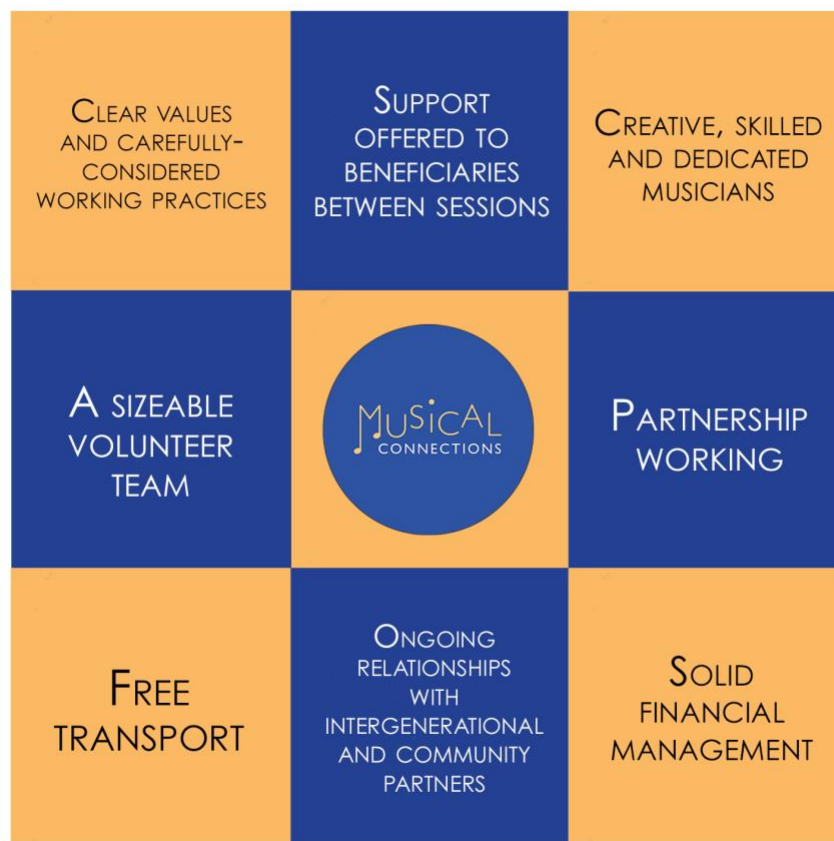 Clear values
and carefully-
considered
working practices
Support
offered to
beneficiaries
between sessions
Creative, skilled
and dedicated
musicians
A sizeable
volunteer
team
Musical
connections
Partnership
working
Free
transport
Ongoing
relationships
with
intergenerational
and community
partners
Solid
financial
management